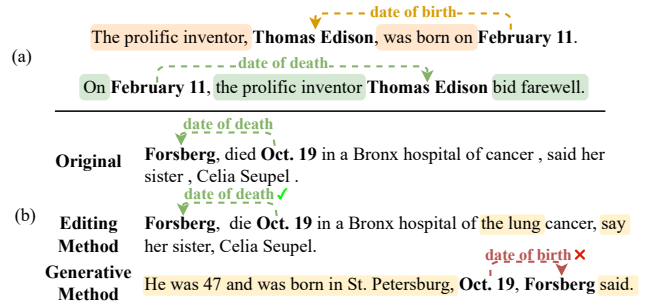 date of birth
The prolific inventor, Thomas Edison, was born on February 11.
(a)
date of death
On February 11, the prolific inventor Thomas Edison bid farewell.
date of death
Original
Forsberg, died Oct. 19 in a Bronx hospital of cancer , said her
sister , Celia Seupel .
date of death ✓
(b)
Editing
Method
Forsberg, die Oct. 19 in a Bronx hospital of the lung cancer, say
her sister, Celia Seupel.
date of birth ✗
Generative
Method
He was 47 and was born in St. Petersburg, Oct. 19, Forsberg said.